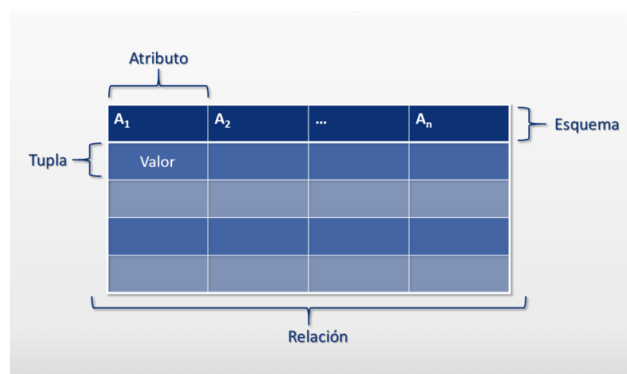 Atributo
A₁ A₂ ... Aₙ
Esquema
Tupla
Valor
Relación